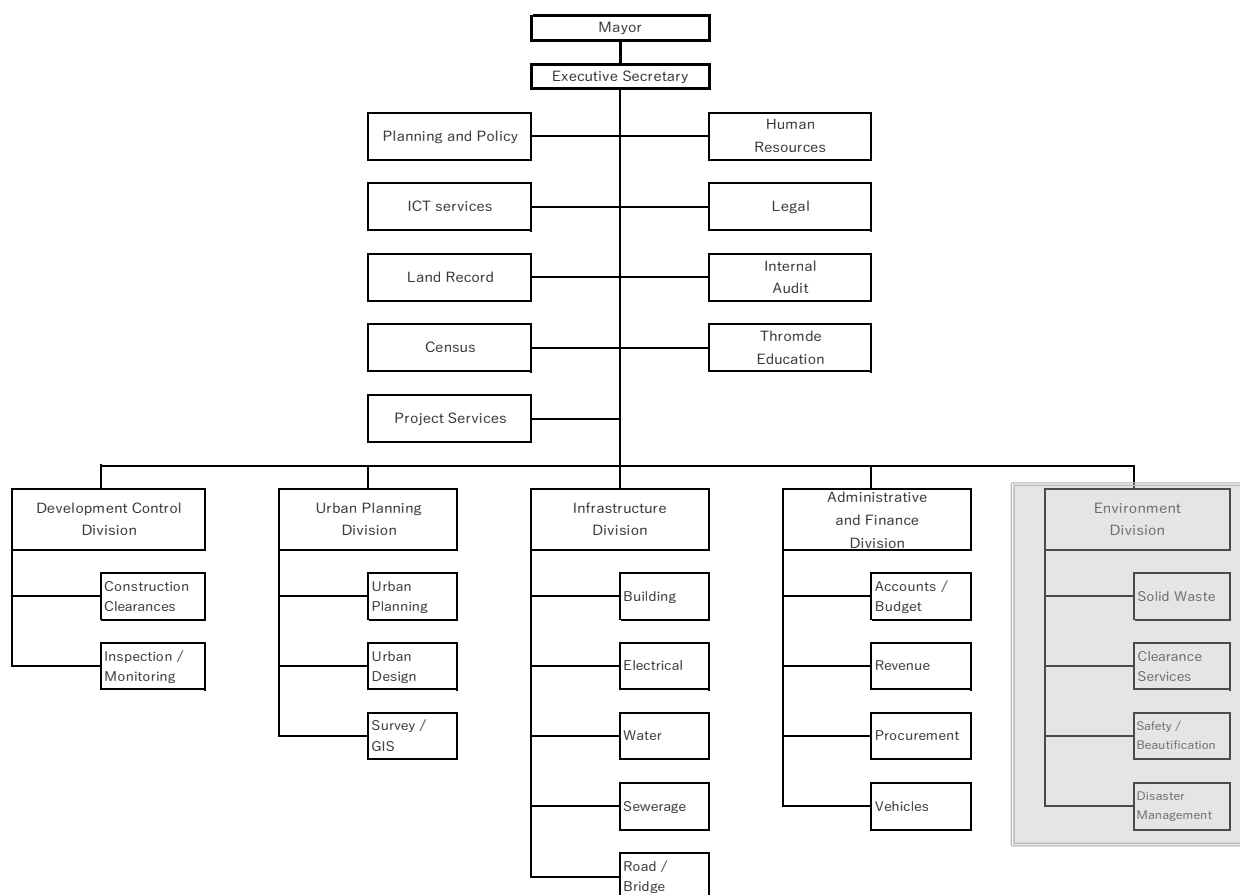 Mayor
Executive Secretary
Planning and Policy
Human
Resources
ICT services
Legal
Land Record
Internal
Audit
Census
Thromde
Education
Project Services
Development Control
Division
Urban Planning
Division
Infrastructure
Division
Administrative
and Finance
Division
Environment
Division
Construction
Clearances
Inspection /
Monitoring
Urban
Planning
Urban
Design
Survey /
GIS
Building
Electrical
Water
Sewerage
Road /
Bridge
Accounts /
Budget
Revenue
Procurement
Vehicles
Solid Waste
Clearance
Services
Safety /
Beautification
Disaster
Management